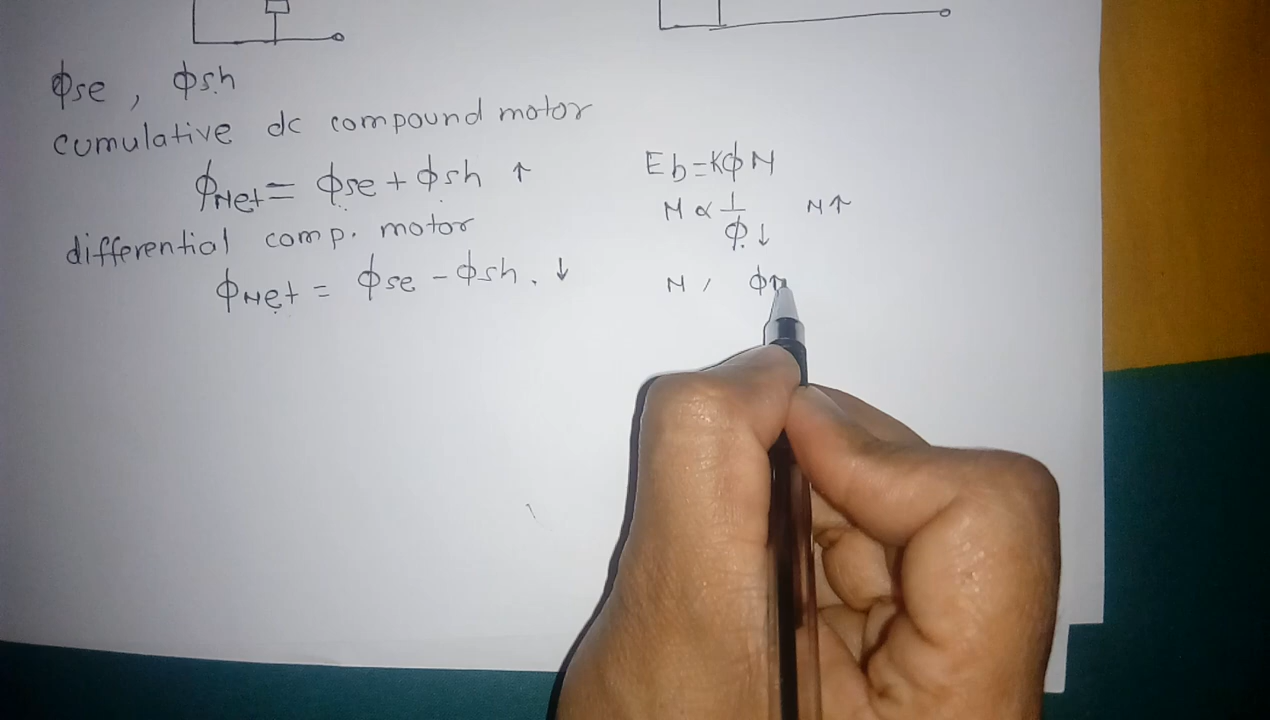 ϕse , ϕsh
cumulative dc compound motor
ϕNet = ϕse + ϕsh ↑
differential comp. motor
ϕNet = ϕse - ϕsh . ↓
Eb = KϕN
N ∝ 1/ϕ ↓ N↑
N , ϕ